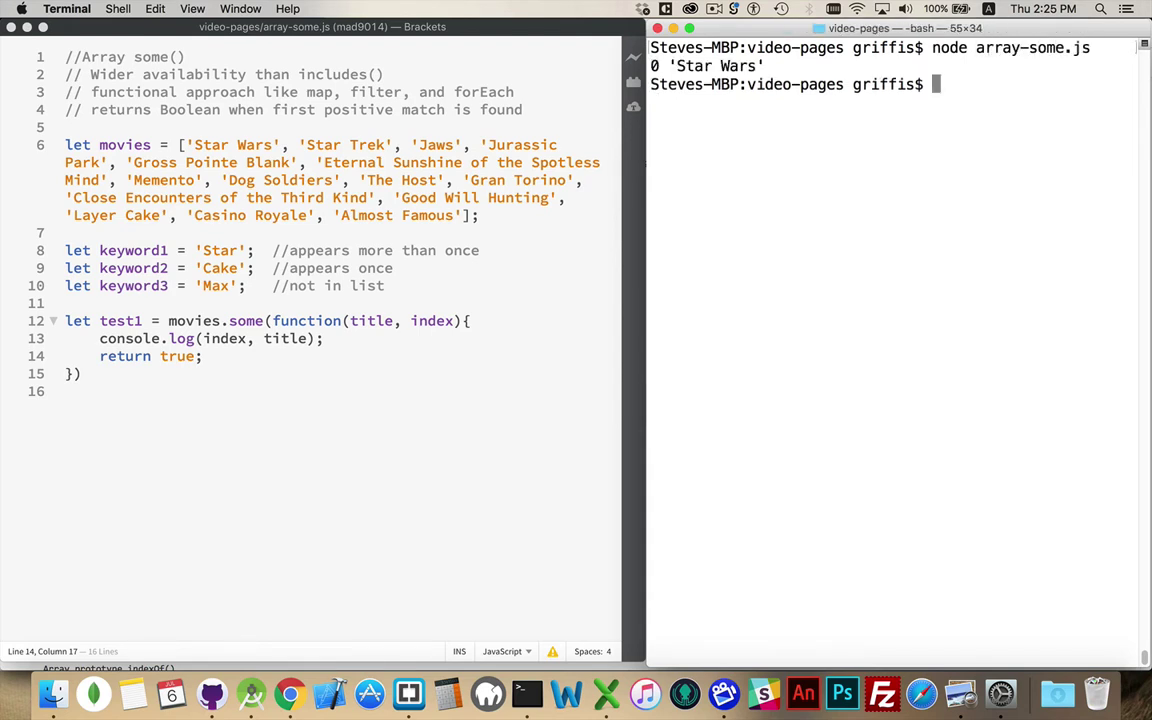 Terminal Shell Edit View Window Help 100% A Thu 2:25 PM
video-pages/array-some.js (mad9014) — Brackets
1 //Array some()
2 // Wider availability than includes()
3 // functional approach like map, filter, and forEach
4 // returns Boolean when first positive match is found
5
6 let movies = ['Star Wars', 'Star Trek', 'Jaws', 'Jurassic
Park', 'Gross Pointe Blank', 'Eternal Sunshine of the Spotless
Mind', 'Memento', 'Dog Soldiers', 'The Host', 'Gran Torino',
'Close Encounters of the Third Kind', 'Good Will Hunting',
'Layer Cake', 'Casino Royale', 'Almost Famous'];
7
8 let keyword1 = 'Star'; //appears more than once
9 let keyword2 = 'Cake'; //appears once
10 let keyword3 = 'Max'; //not in list
11
12 let test1 = movies.some(function(title, index){
13 console.log(index, title);
14 return true;
15 })
16
Line 14, Column 17 — 16 Lines INS JavaScript Spaces: 4
Array.prototype.indexOf()
video-pages — -bash — 55×34
Steves-MBP:video-pages griffis$ node array-some.js
0 'Star Wars'
Steves-MBP:video-pages griffis$
6
W
X
An
Ps
Fz